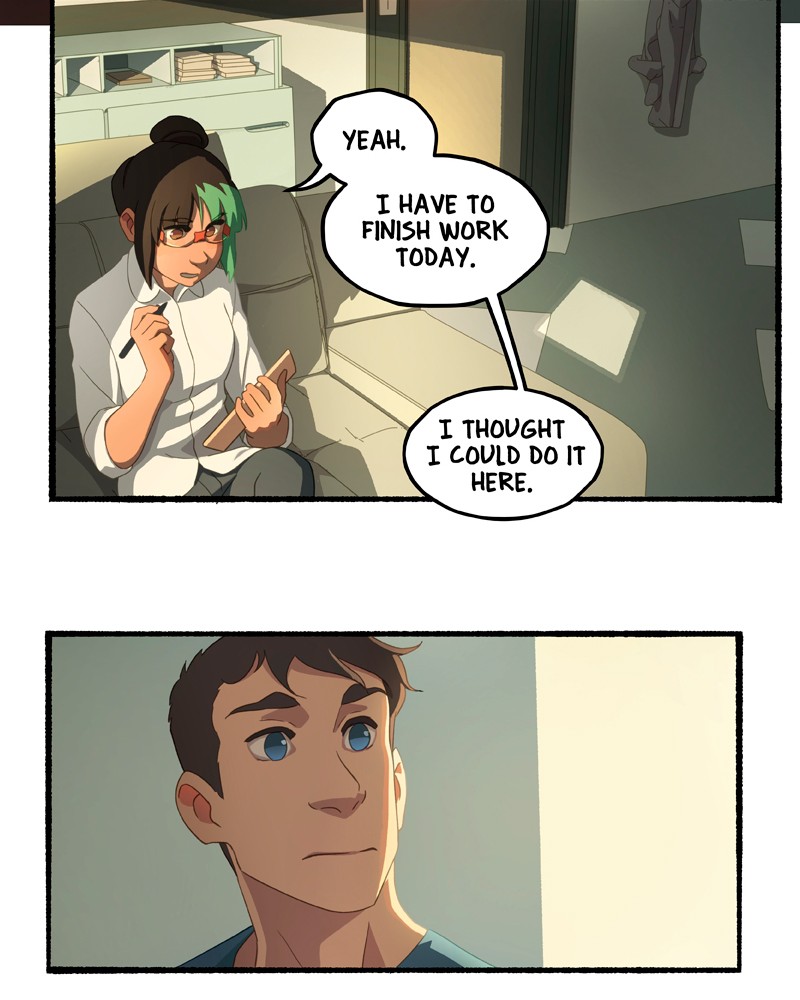 YEAH.
I HAVE TO
FINISH WORK
TODAY.
I THOUGHT
I COULD DO IT
HERE.